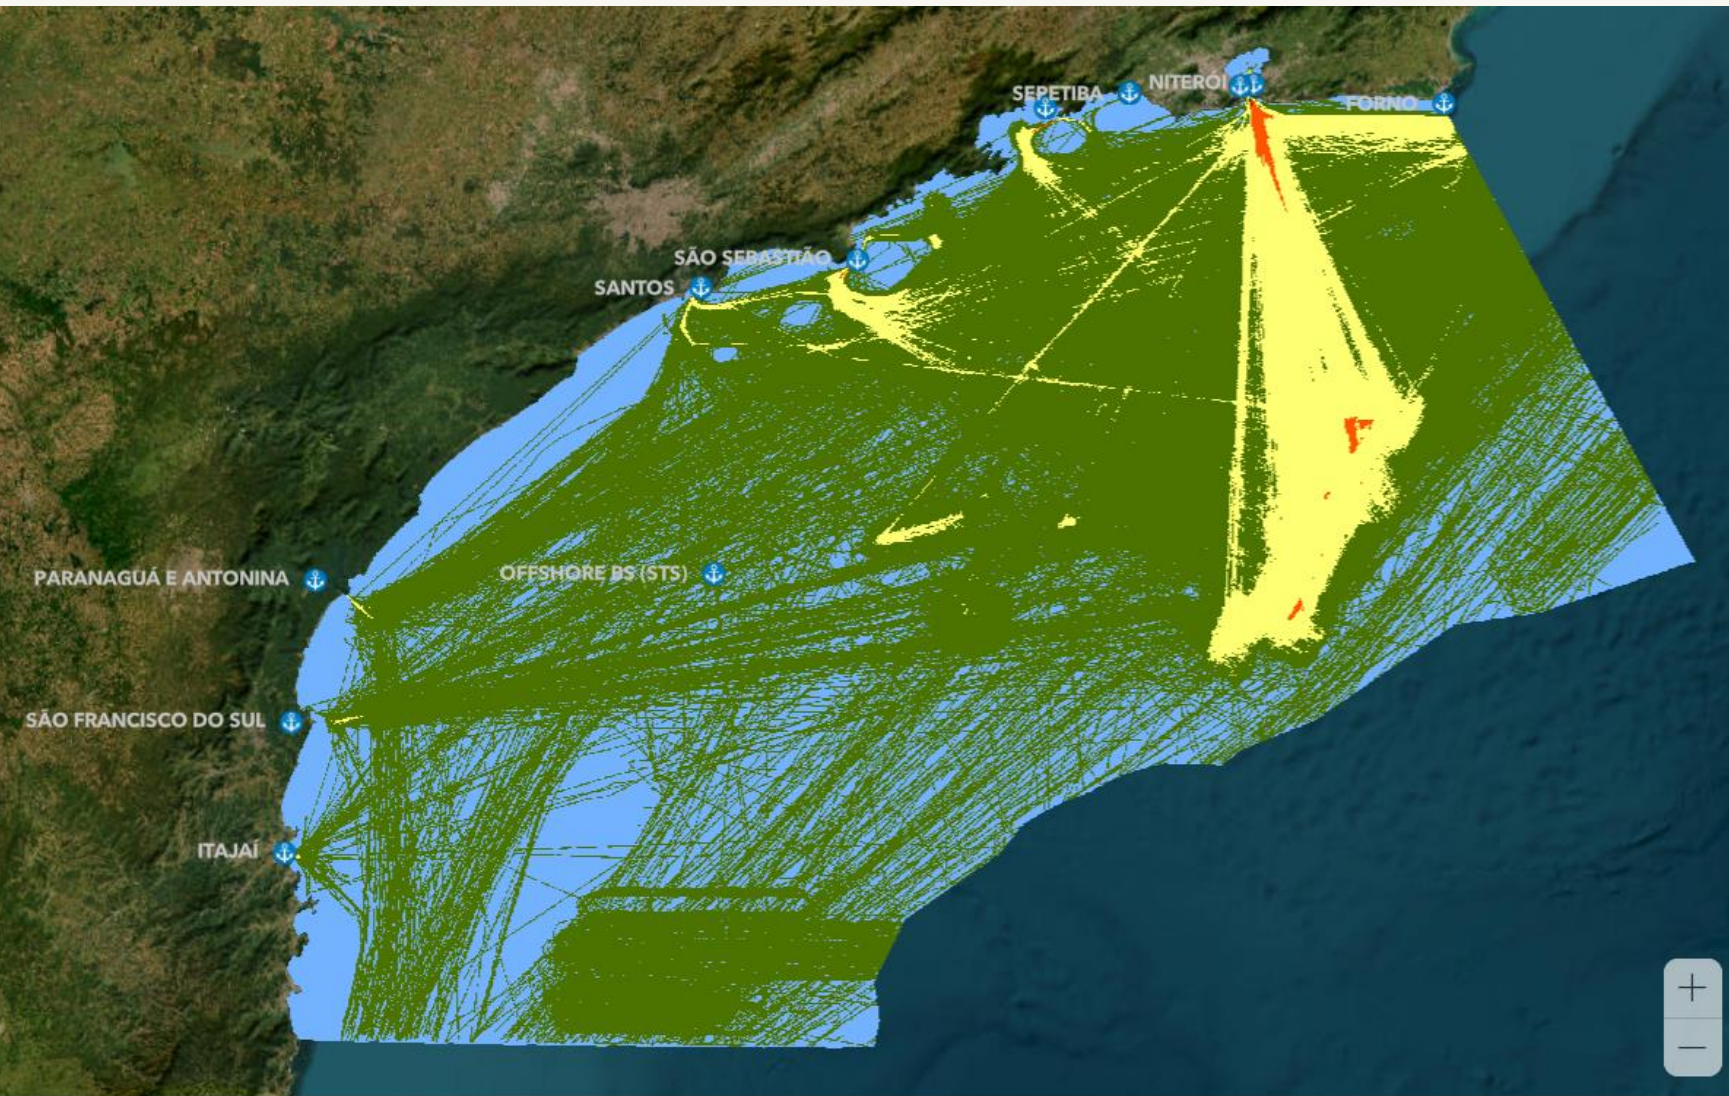 NITERÓI
SEPETIBA
FORNO
SÃO SEBASTIÃO
SANTOS
OFFSHORE BS (STS)
PARANAGUÁ E ANTONINA
SÃO FRANCISCO DO SUL
ITAJAÍ
+
−